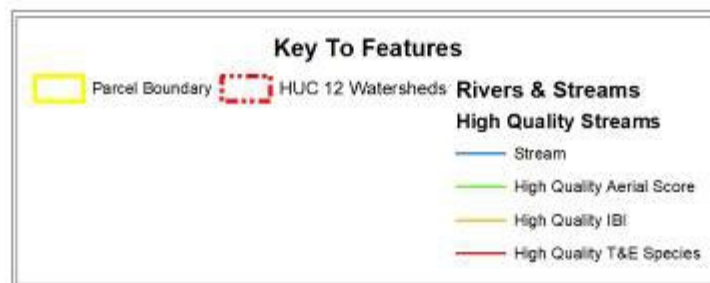 Key To Features
Parcel Boundary
HUC 12 Watersheds
Rivers & Streams
High Quality Streams
Stream
High Quality Aerial Score
High Quality IBI
High Quality T&E Species